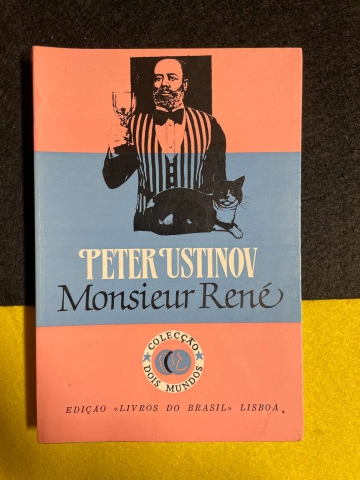 PETER USTINOV
Monsieur René
COLECÇÃO
DOIS MUNDOS
EDIÇÃO «LIVROS DO BRASIL» LISBOA